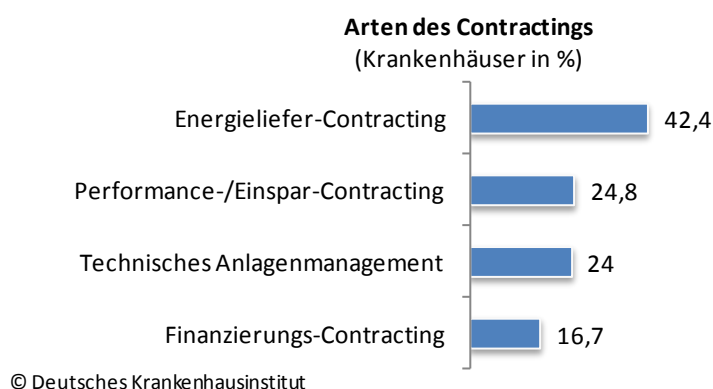 Arten des Contractings
(Krankenhäuser in %)
Energieliefer-Contracting 42,4
Performance-/Einspar-Contracting 24,8
Technisches Anlagenmanagement 24
Finanzierungs-Contracting 16,7
© Deutsches Krankenhausinstitut